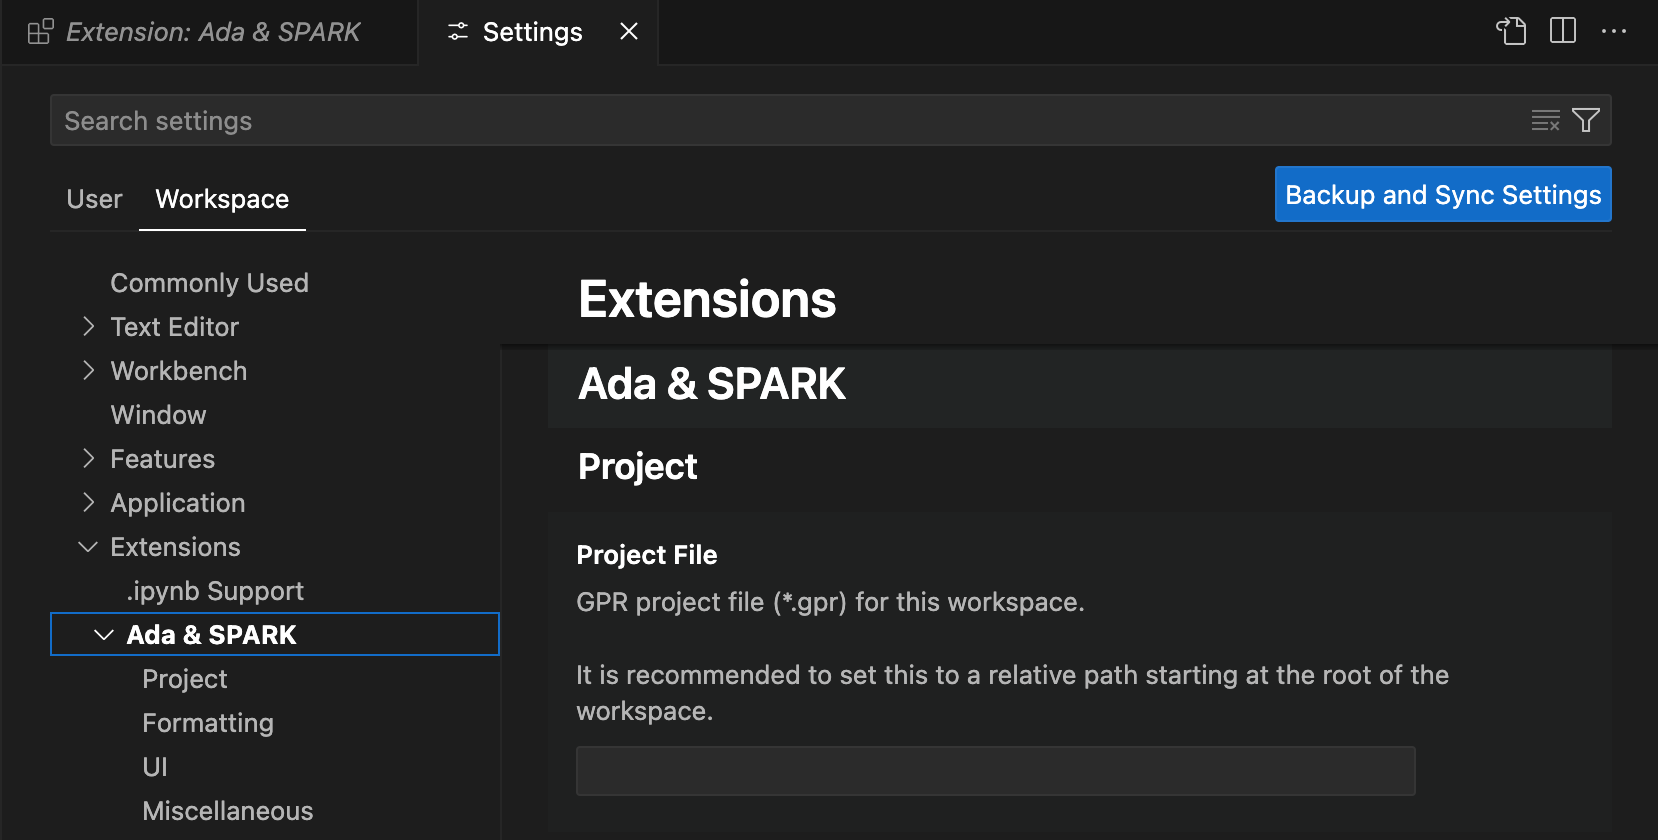 Extension: Ada & SPARK
Settings
Search settings
User
Workspace
Backup and Sync Settings
Commonly Used
Text Editor
Workbench
Window
Features
Application
Extensions
.ipynb Support
Ada & SPARK
Project
Formatting
UI
Miscellaneous
Extensions
Ada & SPARK
Project
Project File
GPR project file (*.gpr) for this workspace.
It is recommended to set this to a relative path starting at the root of the
workspace.